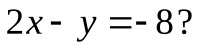 2x - y = -8?